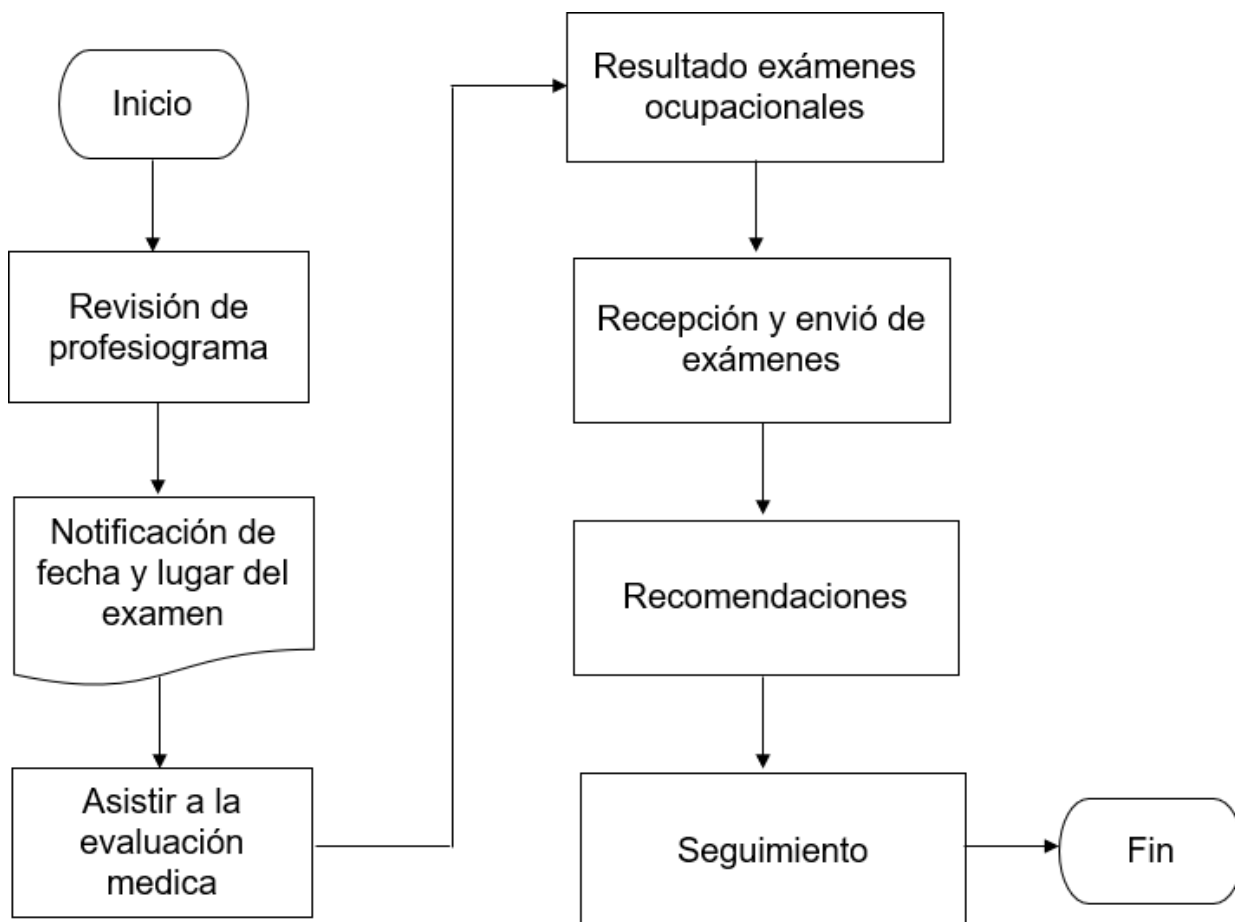 Inicio
Revisión de
profesiograma
Notificación de
fecha y lugar del
examen
Asistir a la
evaluación
medica
Resultado exámenes
ocupacionales
Recepción y envió de
exámenes
Recomendaciones
Seguimiento
Fin